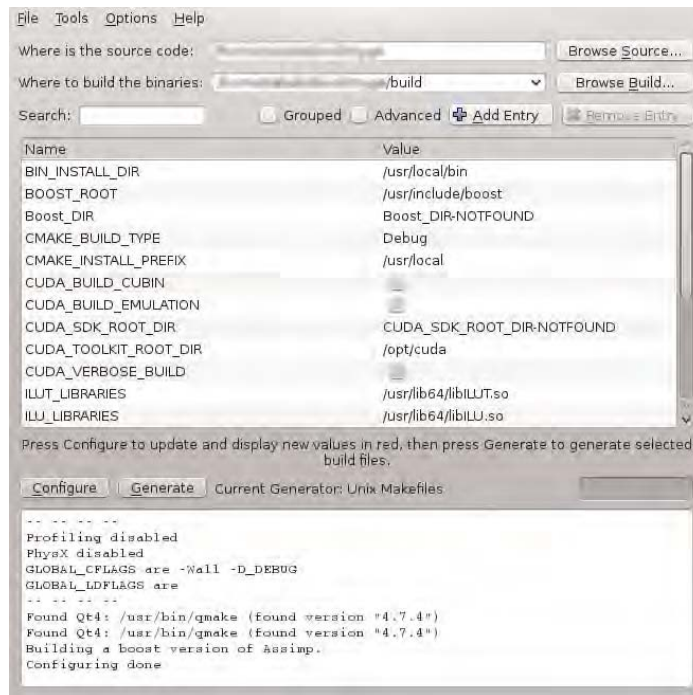 File Tools Options Help
Where is the source code: Browse Source...
Where to build the binaries: /build Browse Build...
Search: Grouped Advanced Add Entry Remove Entry
Name Value
BIN_INSTALL_DIR /usr/local/bin
BOOST_ROOT /usr/include/boost
Boost_DIR Boost_DIR-NOTFOUND
CMAKE_BUILD_TYPE Debug
CMAKE_INSTALL_PREFIX /usr/local
CUDA_BUILD_CUBIN
CUDA_BUILD_EMULATION
CUDA_SDK_ROOT_DIR CUDA_SDK_ROOT_DIR-NOTFOUND
CUDA_TOOLKIT_ROOT_DIR /opt/cuda
CUDA_VERBOSE_BUILD
ILUT_LIBRARIES /usr/lib64/libILUT.so
ILU_LIBRARIES /usr/lib64/libILU.so
Press Configure to update and display new values in red, then press Generate to generate selected
build files.
Configure Generate Current Generator: Unix Makefiles
-- -- -- --
Profiling disabled
PhysX disabled
GLOBAL_CFLAGS are -Wall -D_DEBUG
GLOBAL_LDFLAGS are
-- -- -- --
Found Qt4: /usr/bin/qmake (found version "4.7.4")
Found Qt4: /usr/bin/qmake (found version "4.7.4")
Building a boost version of Assimp.
Configuring done